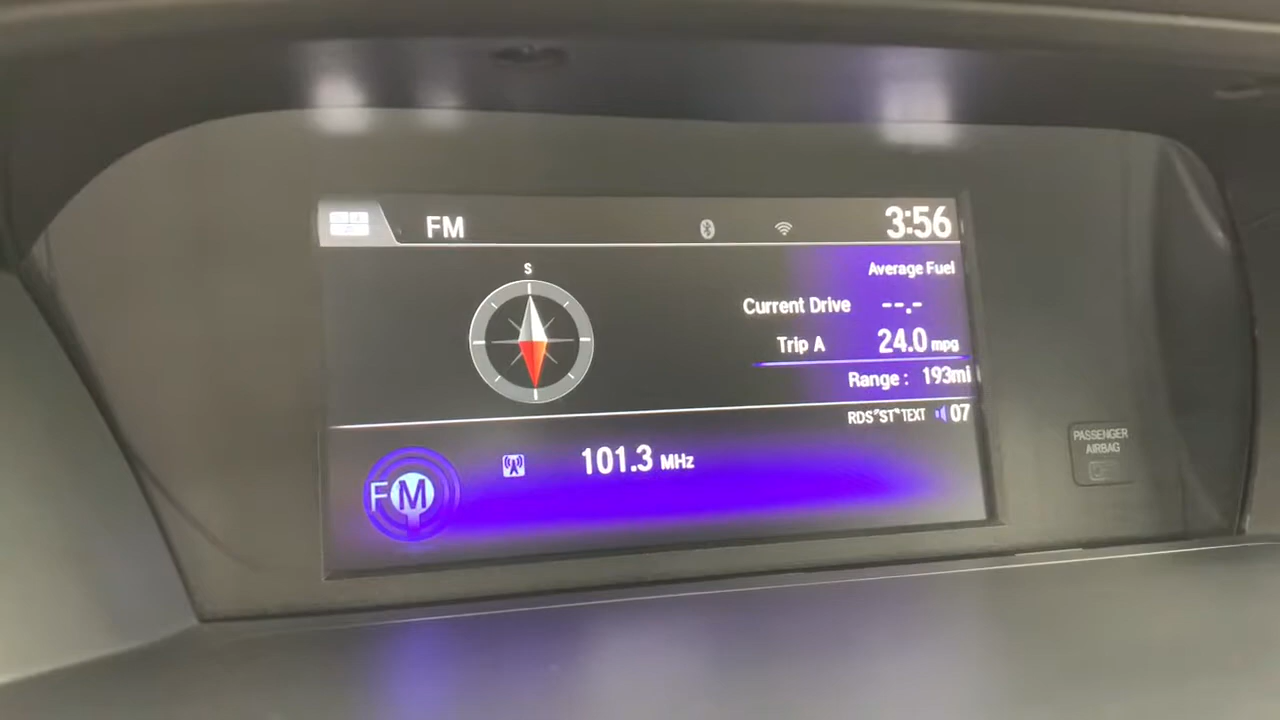 FM
3:56
S
Average Fuel
Current Drive --.-
Trip A 24.0 mpg
Range : 193mi
RDS "ST" TEXT 07
FM
101.3 MHz
PASSENGER
AIRBAG